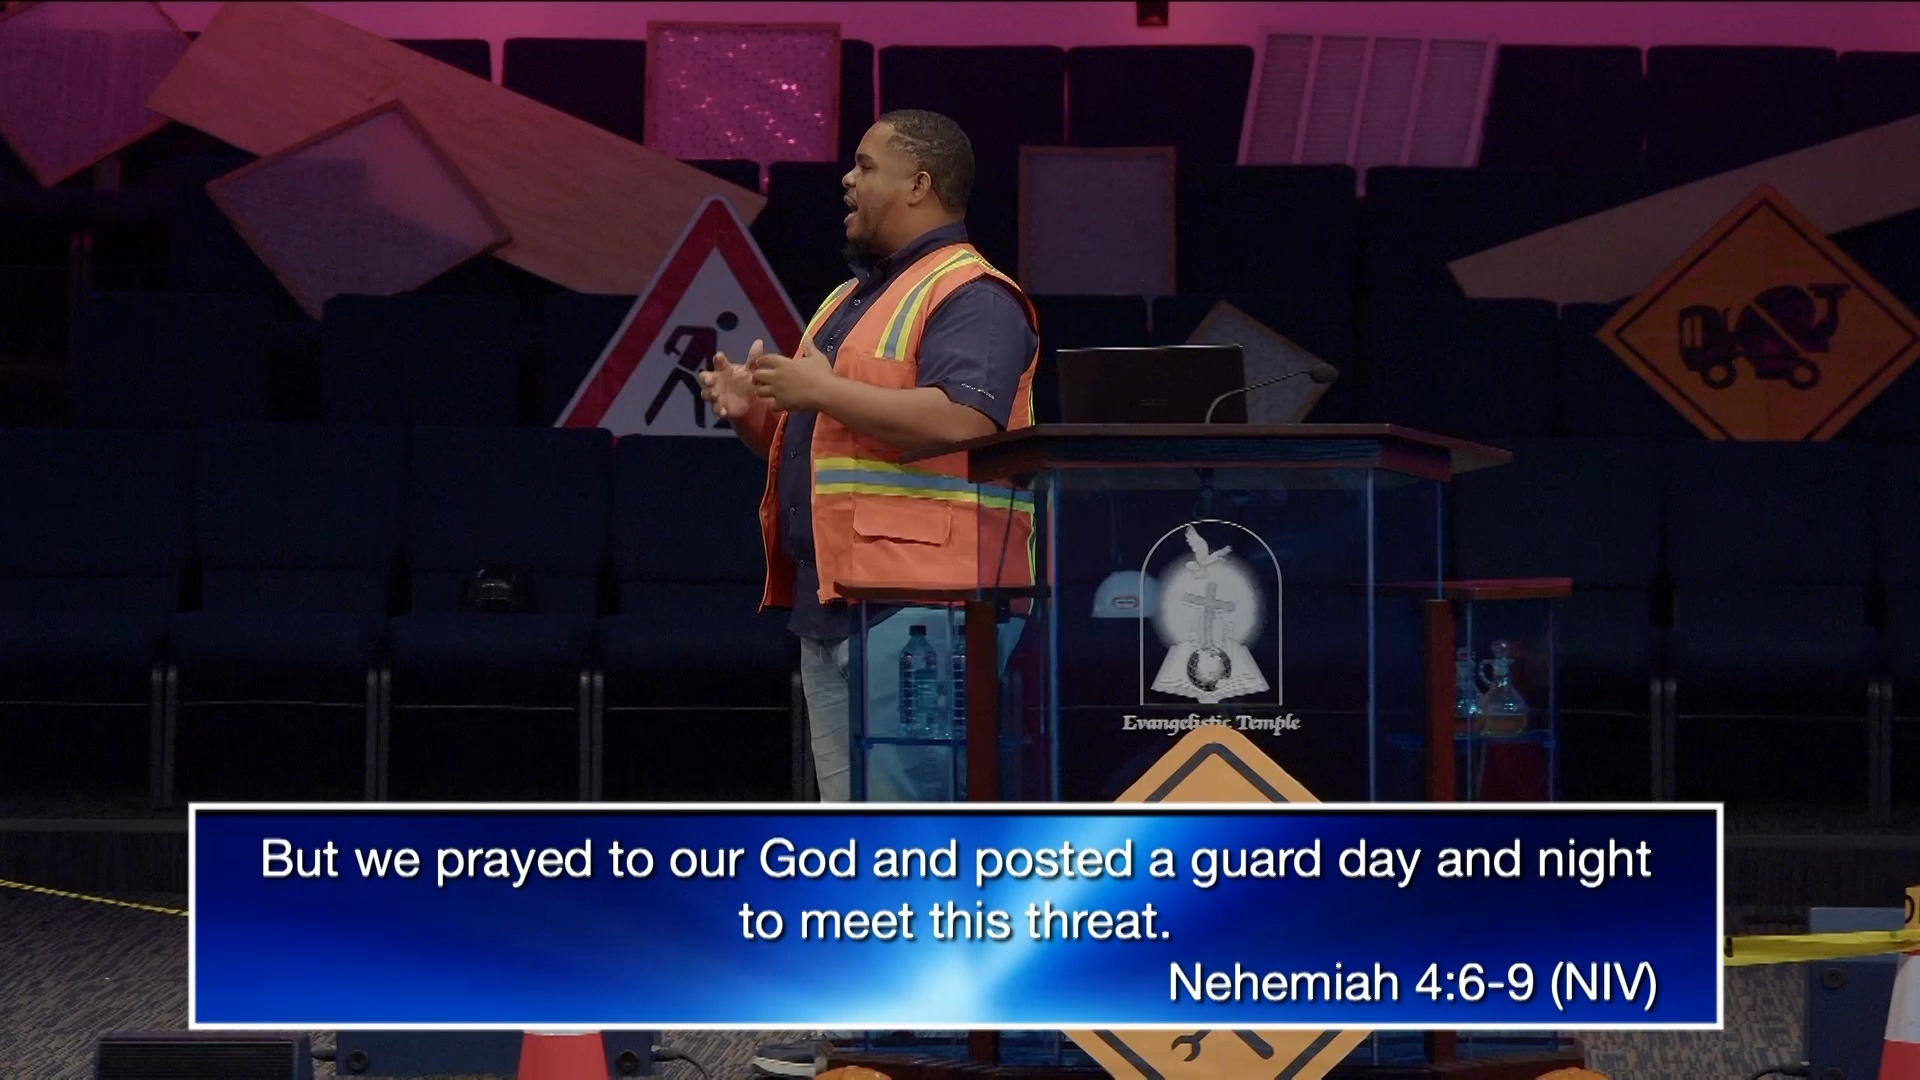 Evangelistic Temple
But we prayed to our God and posted a guard day and night
to meet this threat.
Nehemiah 4:6-9 (NIV)